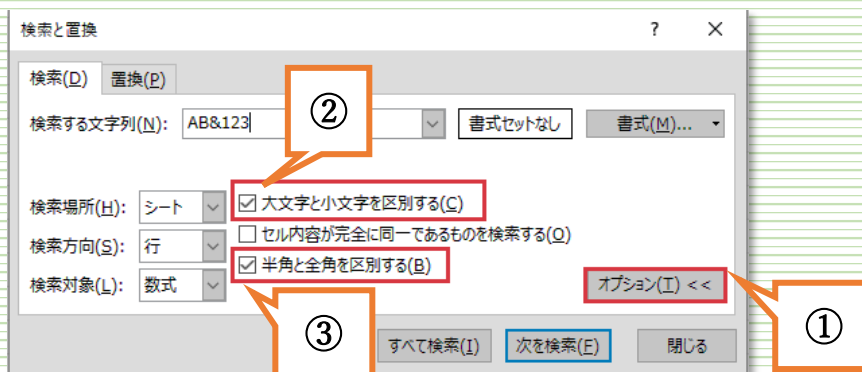 検索と置換 ? ×
検索(D) 置換(P)
検索する文字列(N): AB&123 書式セットなし 書式(M)...
②
検索場所(H): シート 大文字と小文字を区別する(C)
検索方向(S): 行 セル内容が完全に同一であるものを検索する(O)
検索対象(L): 数式 半角と全角を区別する(B)
オプション(T) <<
①
③
すべて検索(I) 次を検索(F) 閉じる